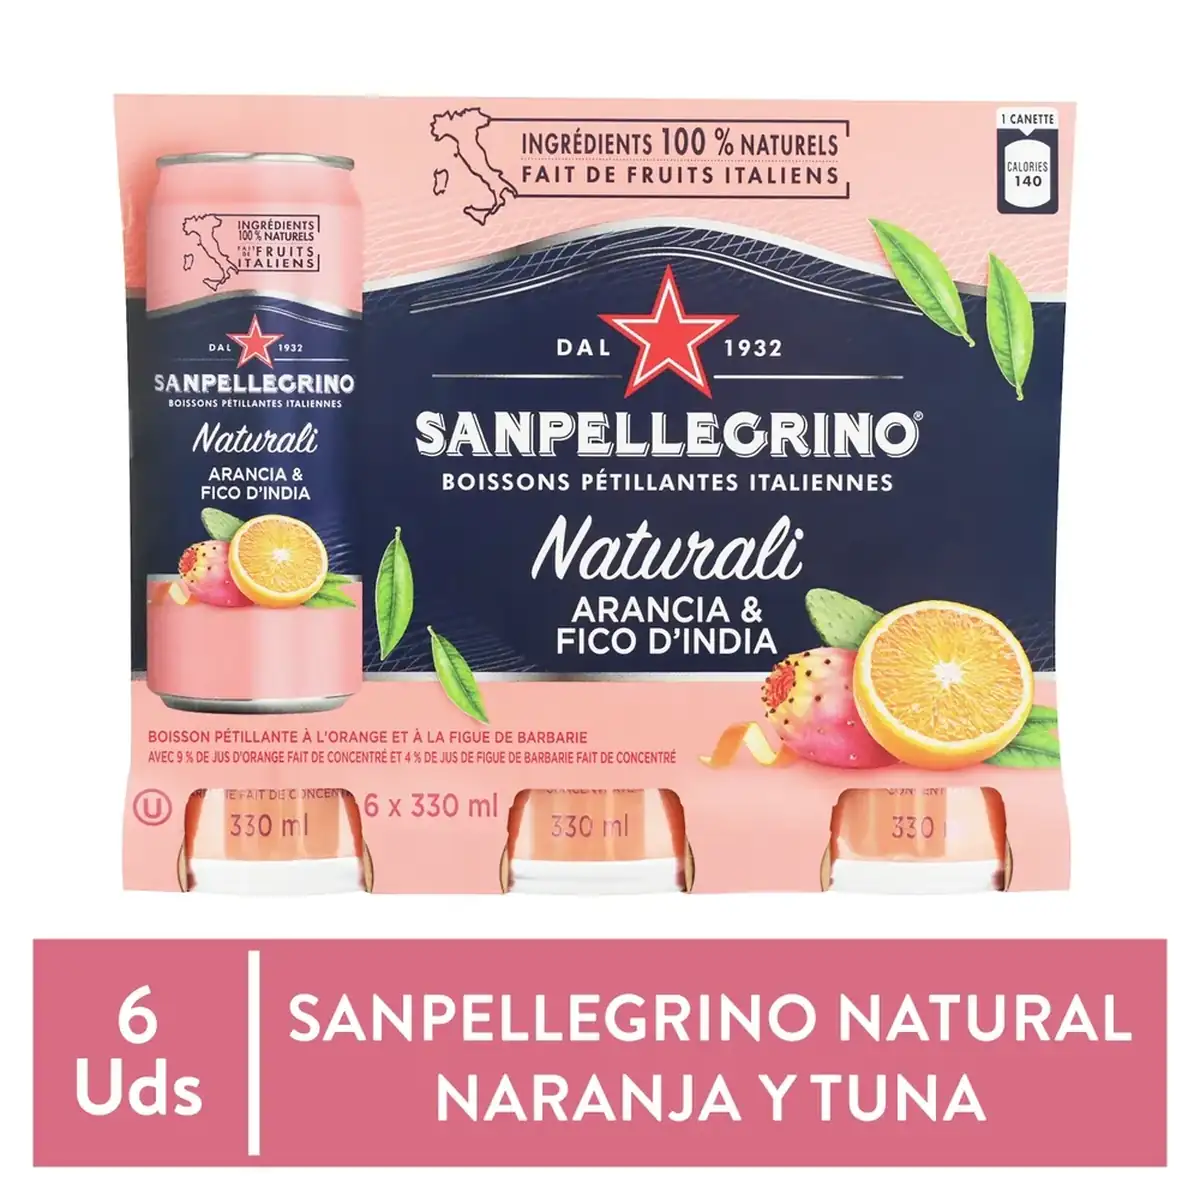 INGRÉDIENTS 100 % NATURELS
FAIT DE FRUITS ITALIENS
1 CANETTE
CALORIES
140
INGRÉDIENTS
100 % NATURELS
FAIT DE FRUITS
ITALIENS
DAL 1932
SANPELLEGRINO
BOISSONS PÉTILLANTES ITALIENNES
Naturali
ARANCIA &
FICO D'INDIA
DAL 1932
SANPELLEGRINO®
BOISSONS PÉTILLANTES ITALIENNES
Naturali
ARANCIA &
FICO D'INDIA
BOISSON PÉTILLANTE À L'ORANGE ET À LA FIGUE DE BARBARIE
AVEC 9 % DE JUS D'ORANGE FAIT DE CONCENTRÉ ET 4 % DE JUS DE FIGUE DE BARBARIE FAIT DE CONCENTRÉ
U
6 x 330 ml
330 ml
330 ml
330
6
Uds
SANPELLEGRINO NATURAL
NARANJA Y TUNA